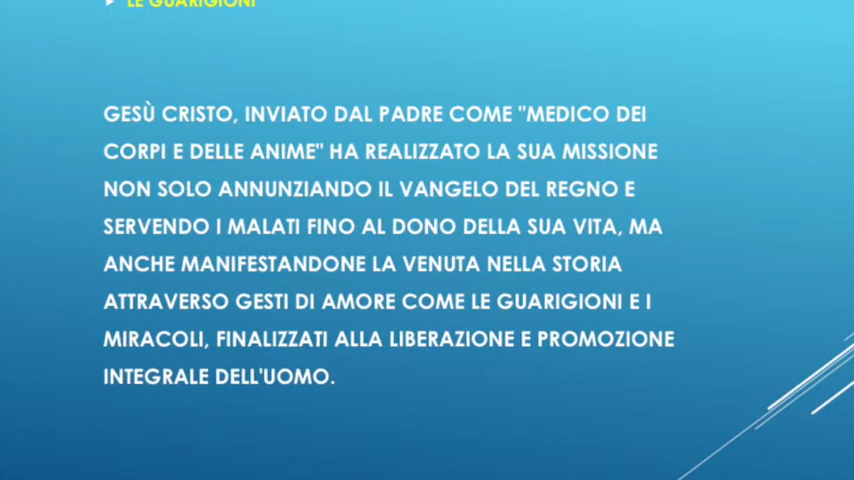 LE GUARIGIONI
GESÙ CRISTO, INVIATO DAL PADRE COME "MEDICO DEI
CORPI E DELLE ANIME" HA REALIZZATO LA SUA MISSIONE
NON SOLO ANNUNZIANDO IL VANGELO DEL REGNO E
SERVENDO I MALATI FINO AL DONO DELLA SUA VITA, MA
ANCHE MANIFESTANDONE LA VENUTA NELLA STORIA
ATTRAVERSO GESTI DI AMORE COME LE GUARIGIONI E I
MIRACOLI, FINALIZZATI ALLA LIBERAZIONE E PROMOZIONE
INTEGRALE DELL'UOMO.